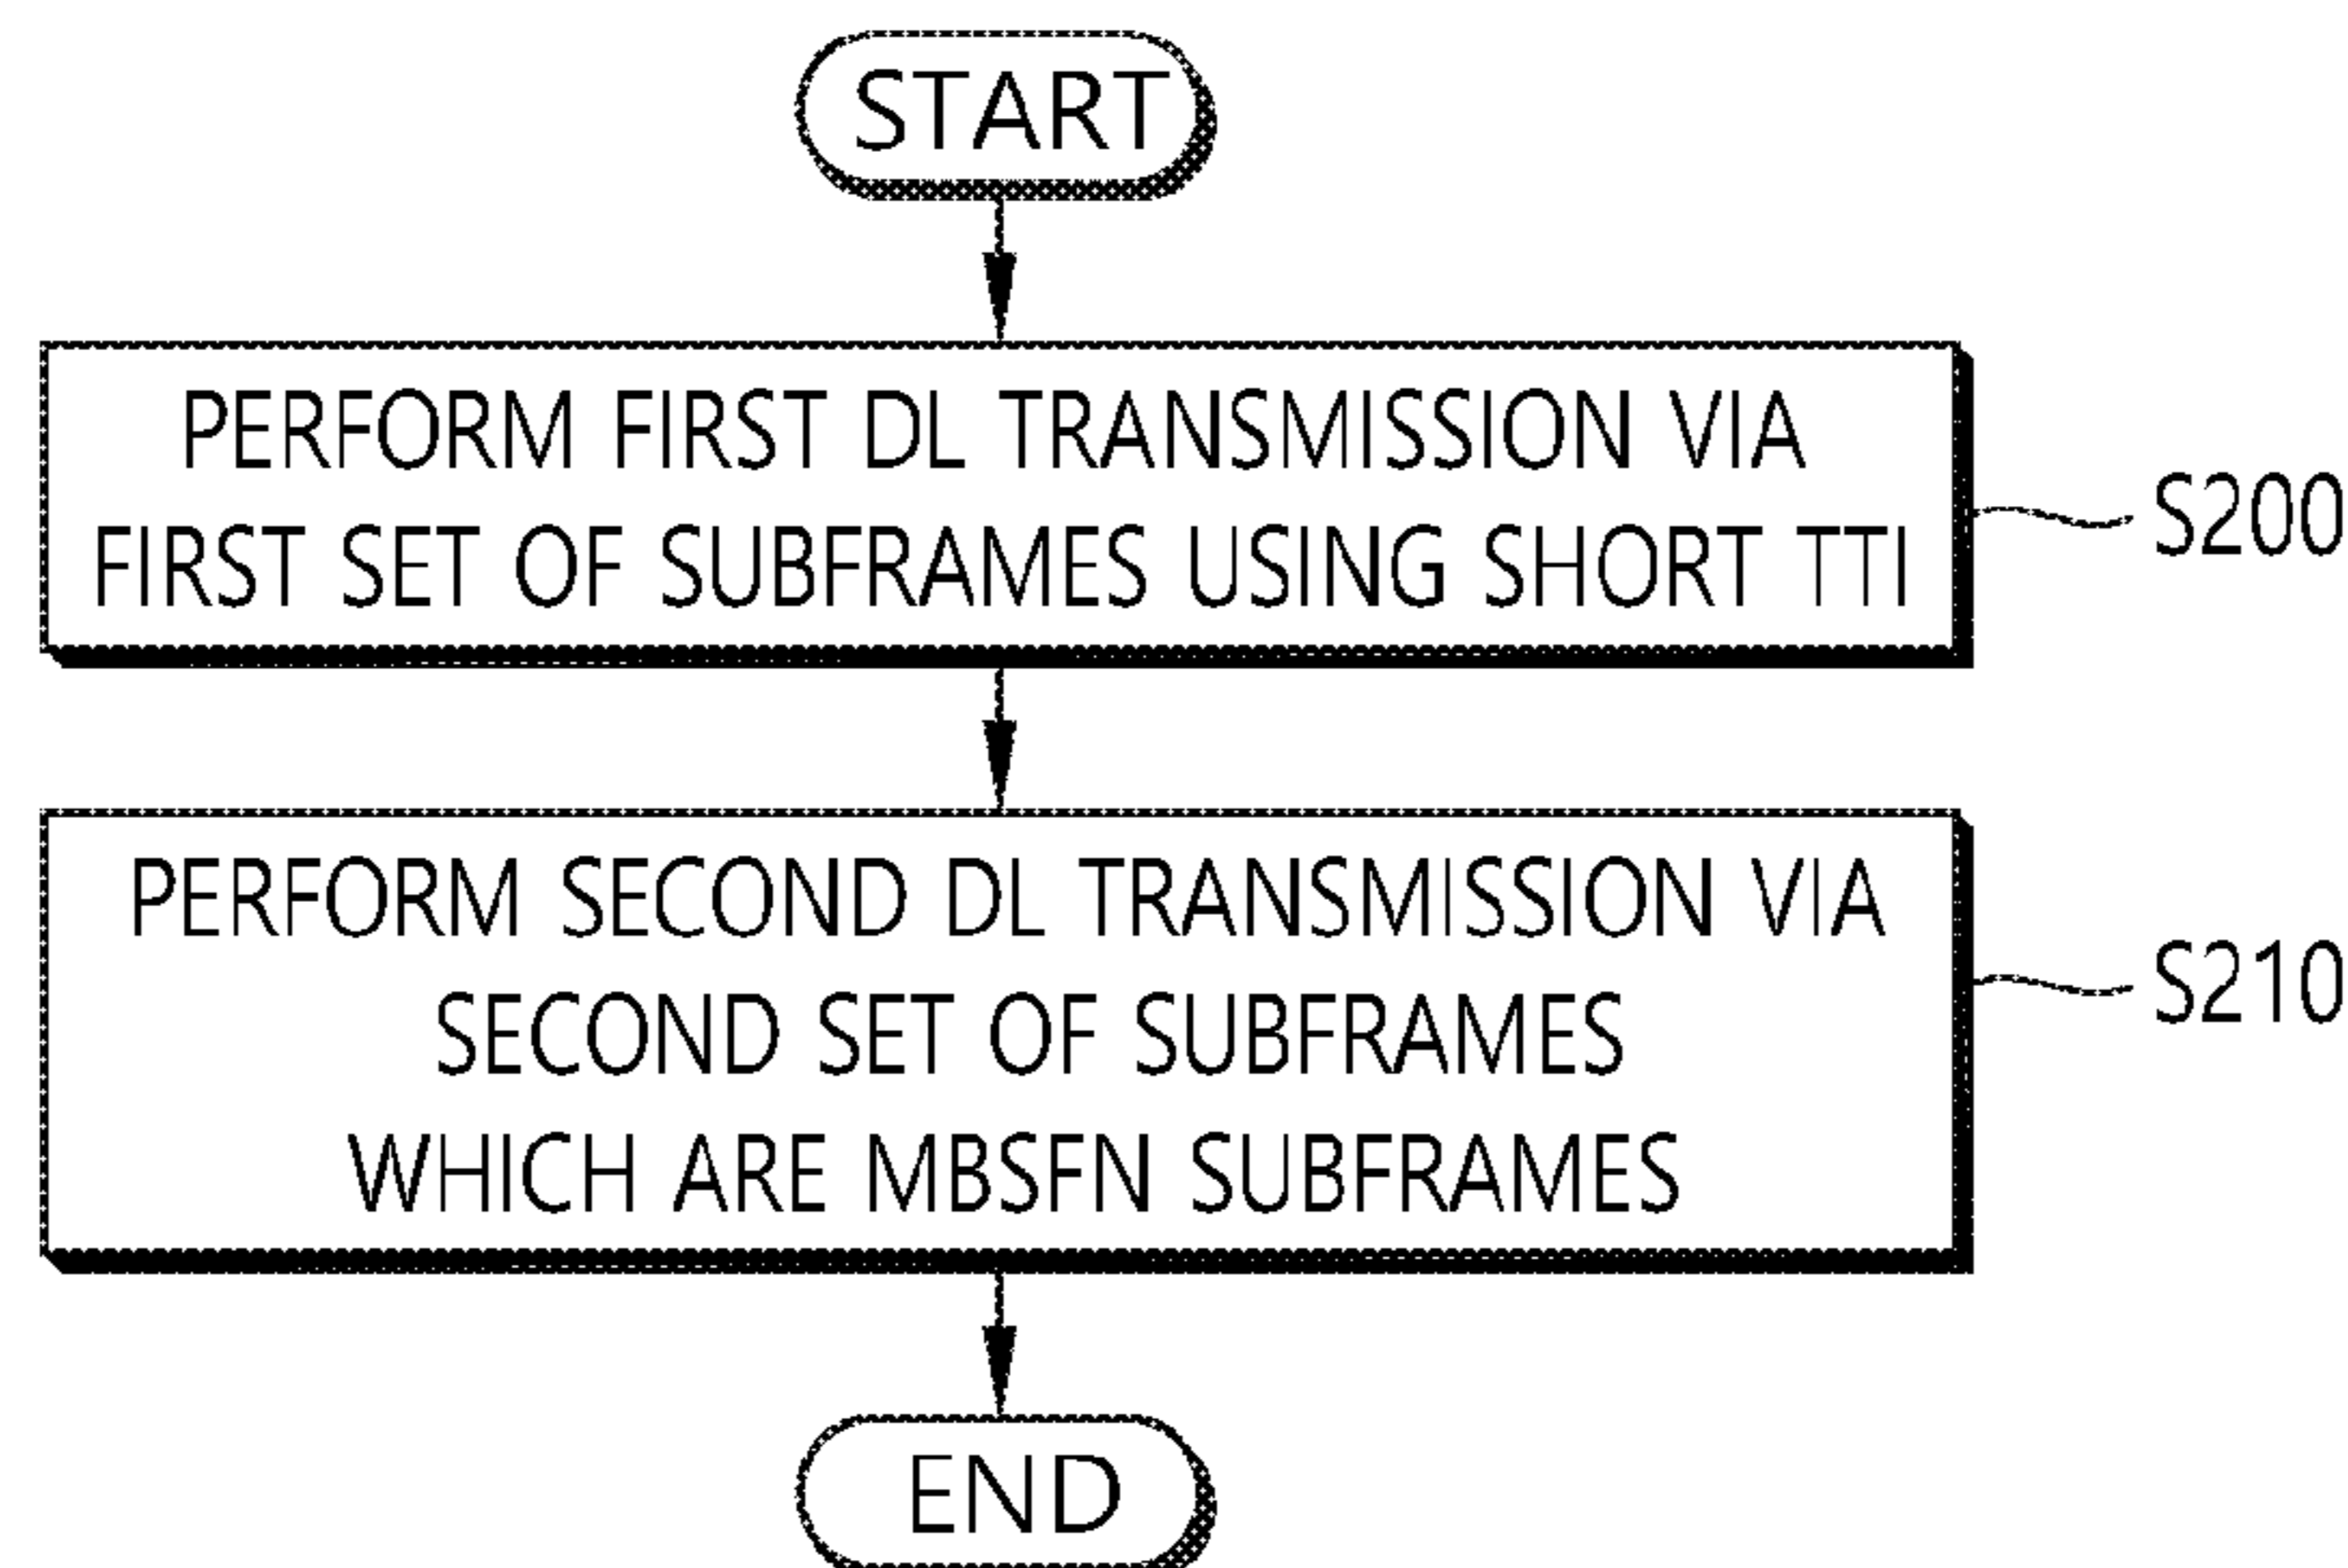 START
PERFORM FIRST DL TRANSMISSION VIA
FIRST SET OF SUBFRAMES USING SHORT TTI
S200
PERFORM SECOND DL TRANSMISSION VIA
SECOND SET OF SUBFRAMES
WHICH ARE MBSFN SUBFRAMES
S210
END